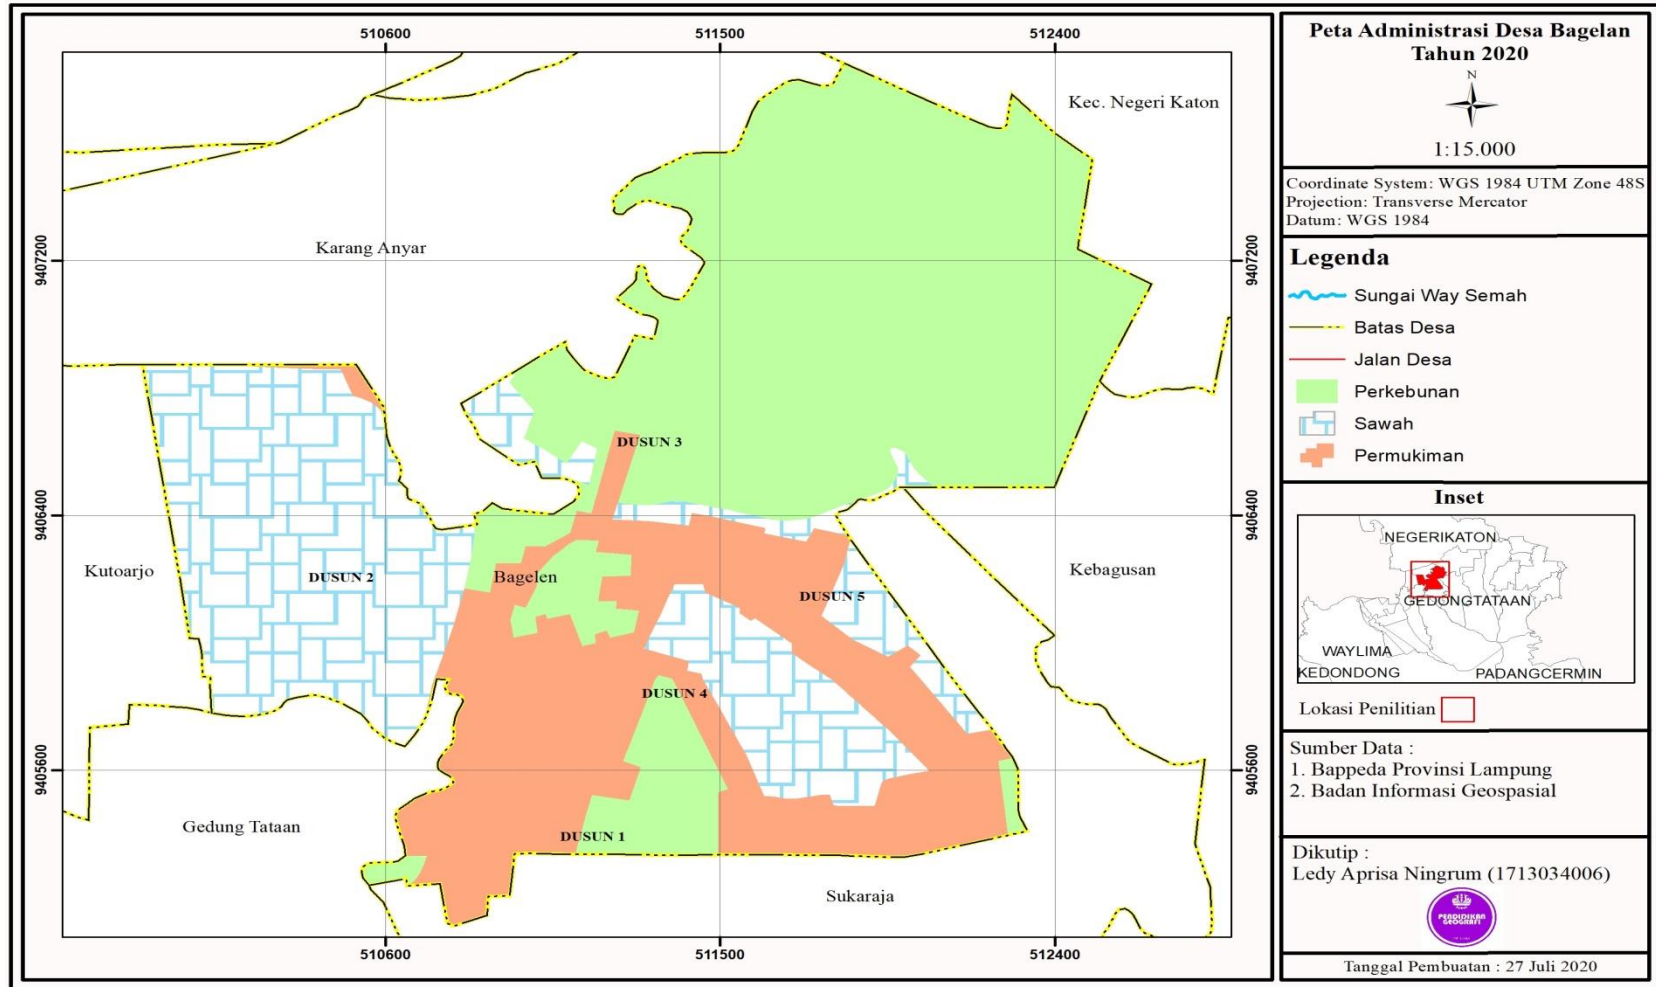 510600
511500
512400
Kec. Negeri Katon
Karang Anyar
9407200
9407200
DUSUN 3
9406400
9406400
Kutoarjo
DUSUN 2
Bagelen
DUSUN 5
Kebagusan
DUSUN 4
9405600
9405600
Gedung Tataan
DUSUN 1
Sukaraja
510600
511500
512400
Peta Administrasi Desa Bagelan
Tahun 2020
N
1:15.000
Coordinate System: WGS 1984 UTM Zone 48S
Projection: Transverse Mercator
Datum: WGS 1984
Legenda
Sungai Way Semah
Batas Desa
Jalan Desa
Perkebunan
Sawah
Permukiman
Inset
NEGERIKATON
GEDONGTATAAN
WAYLIMA
KEDONDONG
PADANGCERMIN
Lokasi Penilitian
Sumber Data :
1. Bappeda Provinsi Lampung
2. Badan Informasi Geospasial
Dikutip :
Ledy Aprisa Ningrum (1713034006)
PENDIDIKAN
GEOGRAFI
Tanggal Pembuatan : 27 Juli 2020